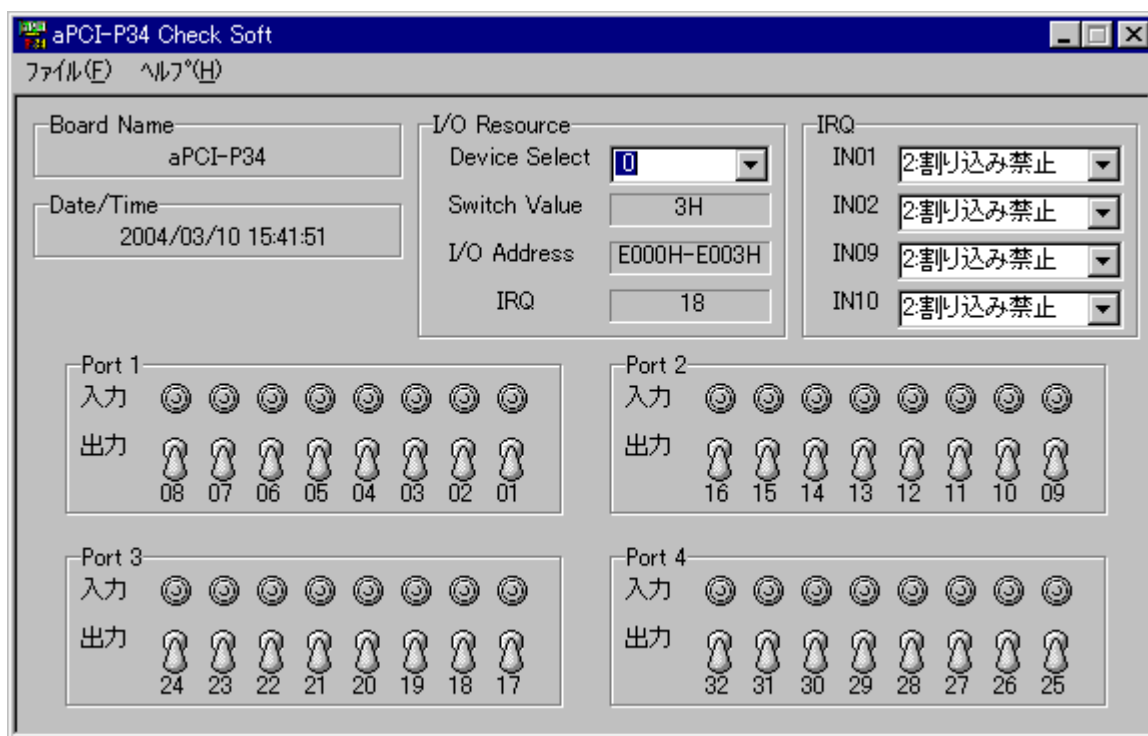 aPCI-P34 Check Soft
ファイル(F) ヘルプ(H)
Board Name
aPCI-P34
Date/Time
2004/03/10 15:41:51
I/O Resource
Device Select 0
Switch Value 3H
I/O Address E000H-E003H
IRQ 18
IRQ
IN01 2:割り込み禁止
IN02 2:割り込み禁止
IN09 2:割り込み禁止
IN10 2:割り込み禁止
Port 1
入力
出力
08 07 06 05 04 03 02 01
Port 2
入力
出力
16 15 14 13 12 11 10 09
Port 3
入力
出力
24 23 22 21 20 19 18 17
Port 4
入力
出力
32 31 30 29 28 27 26 25